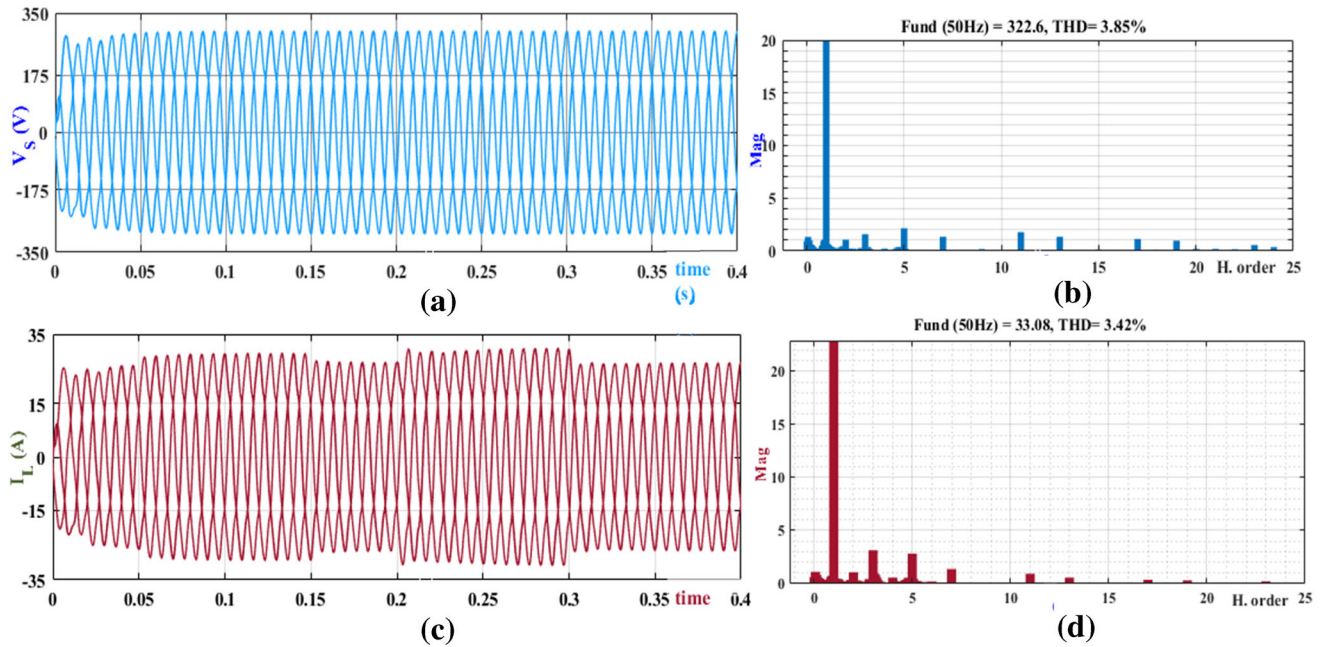 350
175
0
-175
-350
V_S (V)
0 0.05 0.1 0.15 0.2 0.25 0.3 0.35 0.4
time
(s)
(a)
Fund (50Hz) = 322.6, THD= 3.85%
20
15
10
5
0
Mag
0 5 10 15 20 H. order 25
(b)
35
15
0
-15
-35
I_L (A)
0 0.05 0.1 0.15 0.2 0.25 0.3 0.35 time 0.4
(c)
Fund (50Hz) = 33.08, THD= 3.42%
20
15
10
5
0
Mag
0 5 10 15 20 H. order 25
(d)